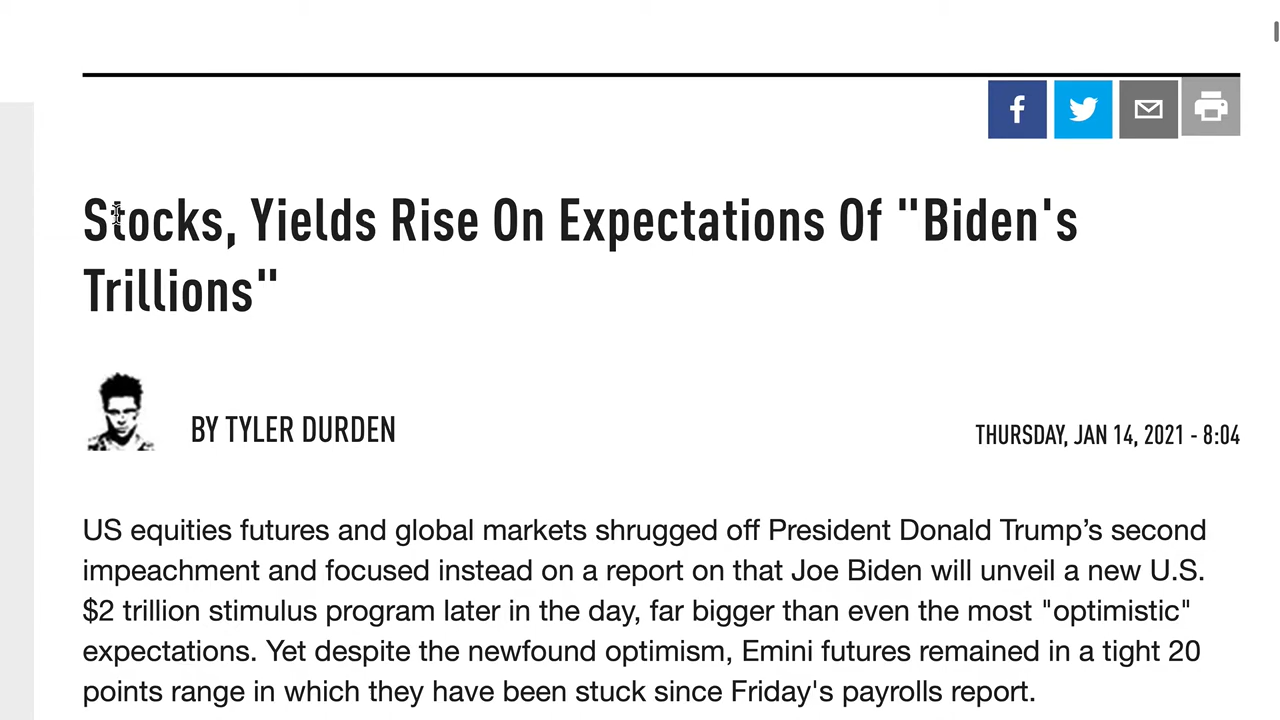 Stocks, Yields Rise On Expectations Of "Biden's
Trillions"
BY TYLER DURDEN
THURSDAY, JAN 14, 2021 - 8:04
US equities futures and global markets shrugged off President Donald Trump’s second
impeachment and focused instead on a report on that Joe Biden will unveil a new U.S.
$2 trillion stimulus program later in the day, far bigger than even the most "optimistic"
expectations. Yet despite the newfound optimism, Emini futures remained in a tight 20
points range in which they have been stuck since Friday's payrolls report.